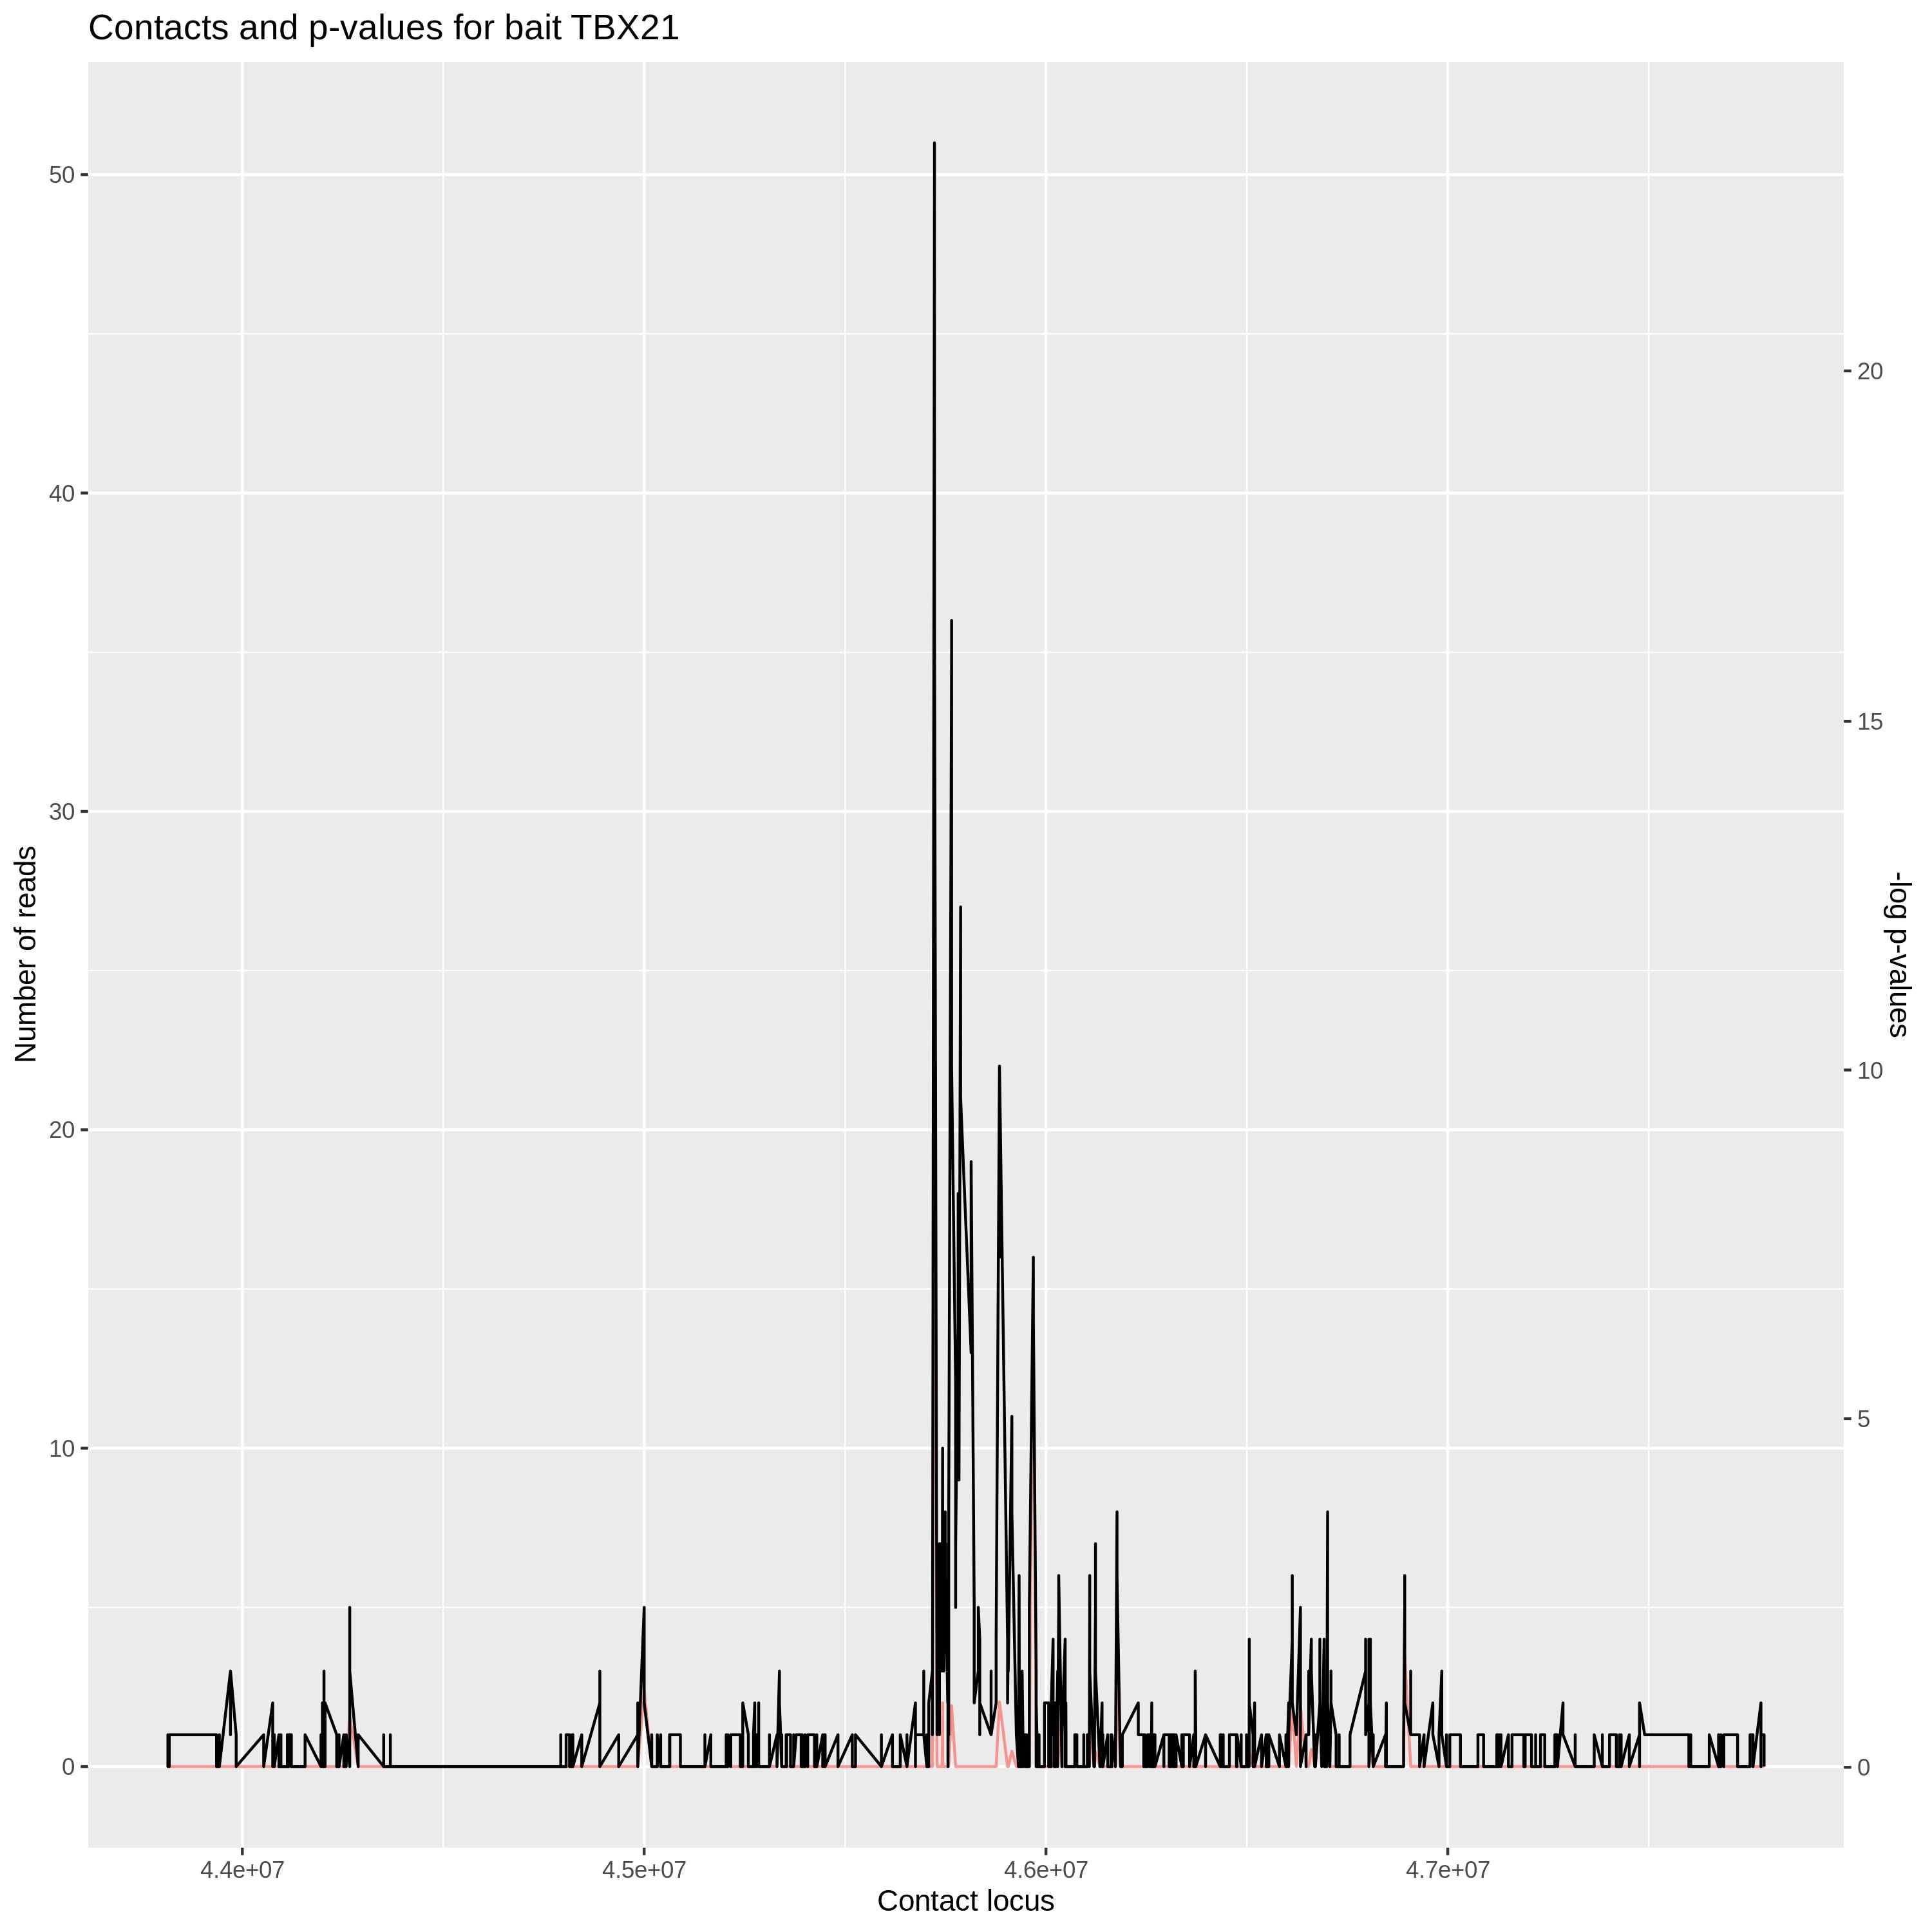 Contacts and p-values for bait TBX21
50
40
30
20
10
0
Number of reads
20
15
10
5
0
-log p-values
4.4e+07 4.5e+07 4.6e+07 4.7e+07
Contact locus